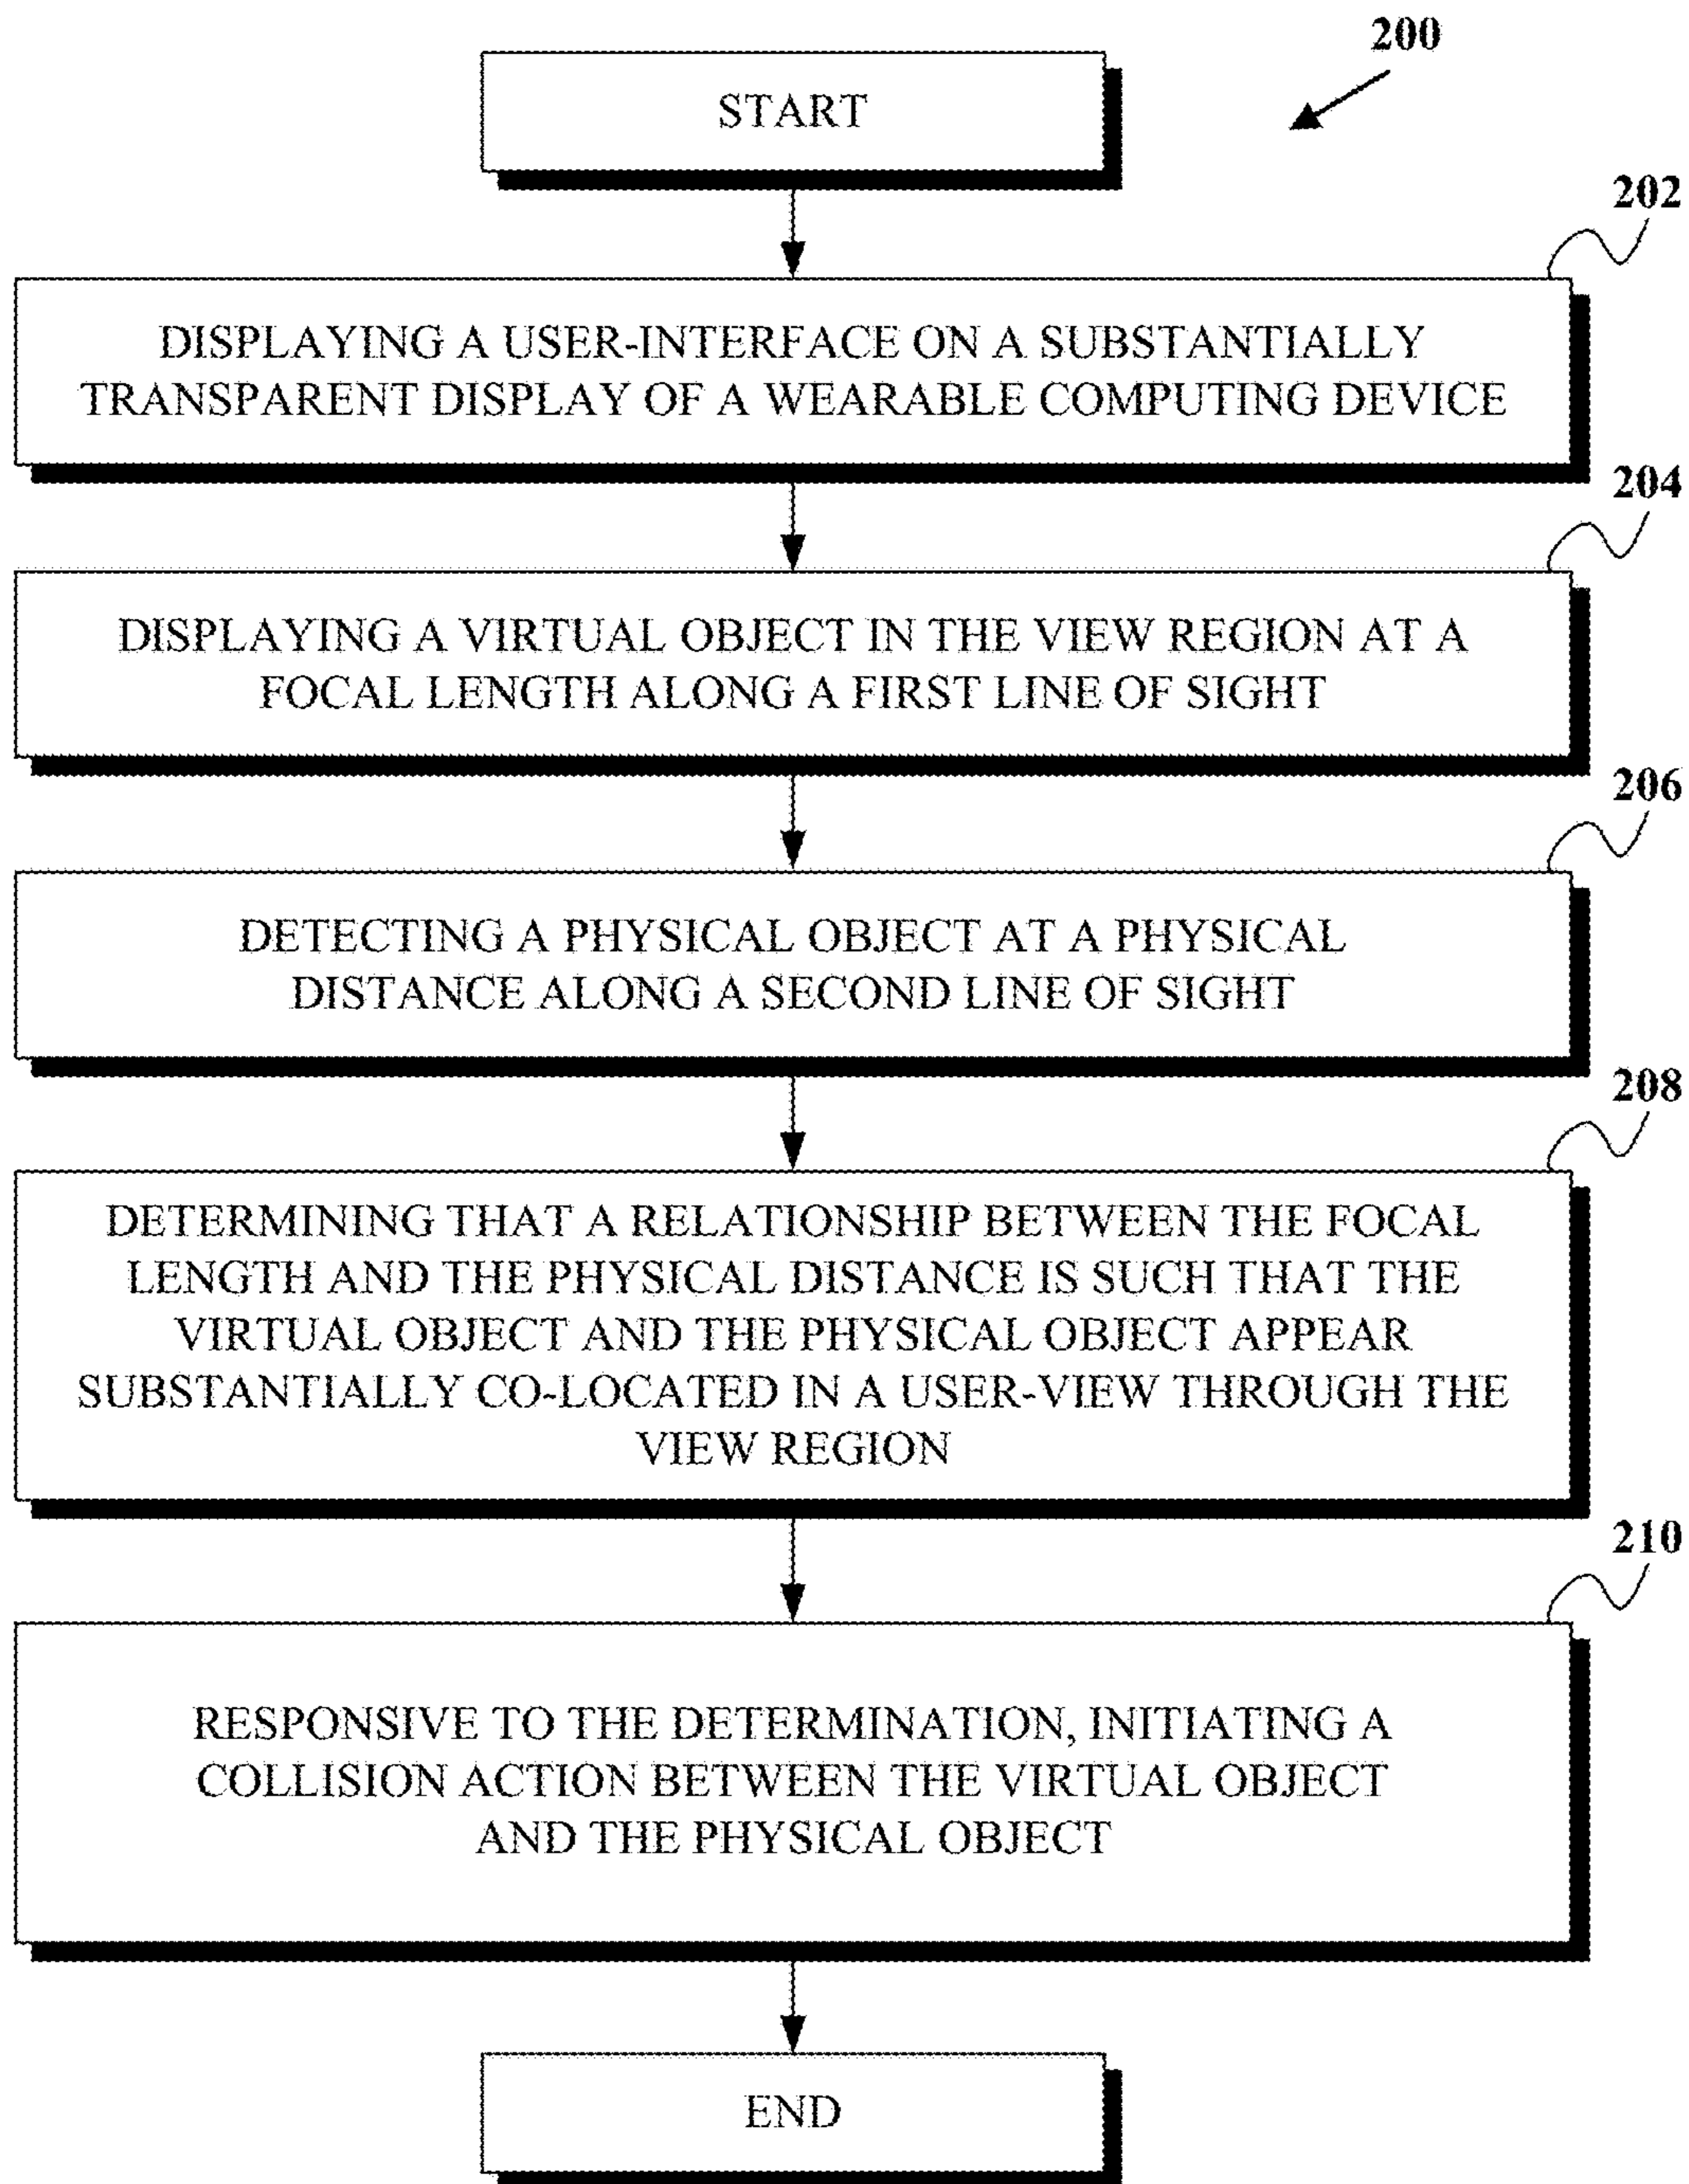 200
START
202
DISPLAYING A USER-INTERFACE ON A SUBSTANTIALLY
TRANSPARENT DISPLAY OF A WEARABLE COMPUTING DEVICE
204
DISPLAYING A VIRTUAL OBJECT IN THE VIEW REGION AT A
FOCAL LENGTH ALONG A FIRST LINE OF SIGHT
206
DETECTING A PHYSICAL OBJECT AT A PHYSICAL
DISTANCE ALONG A SECOND LINE OF SIGHT
208
DETERMINING THAT A RELATIONSHIP BETWEEN THE FOCAL
LENGTH AND THE PHYSICAL DISTANCE IS SUCH THAT THE
VIRTUAL OBJECT AND THE PHYSICAL OBJECT APPEAR
SUBSTANTIALLY CO-LOCATED IN A USER-VIEW THROUGH THE
VIEW REGION
210
RESPONSIVE TO THE DETERMINATION, INITIATING A
COLLISION ACTION BETWEEN THE VIRTUAL OBJECT
AND THE PHYSICAL OBJECT
END